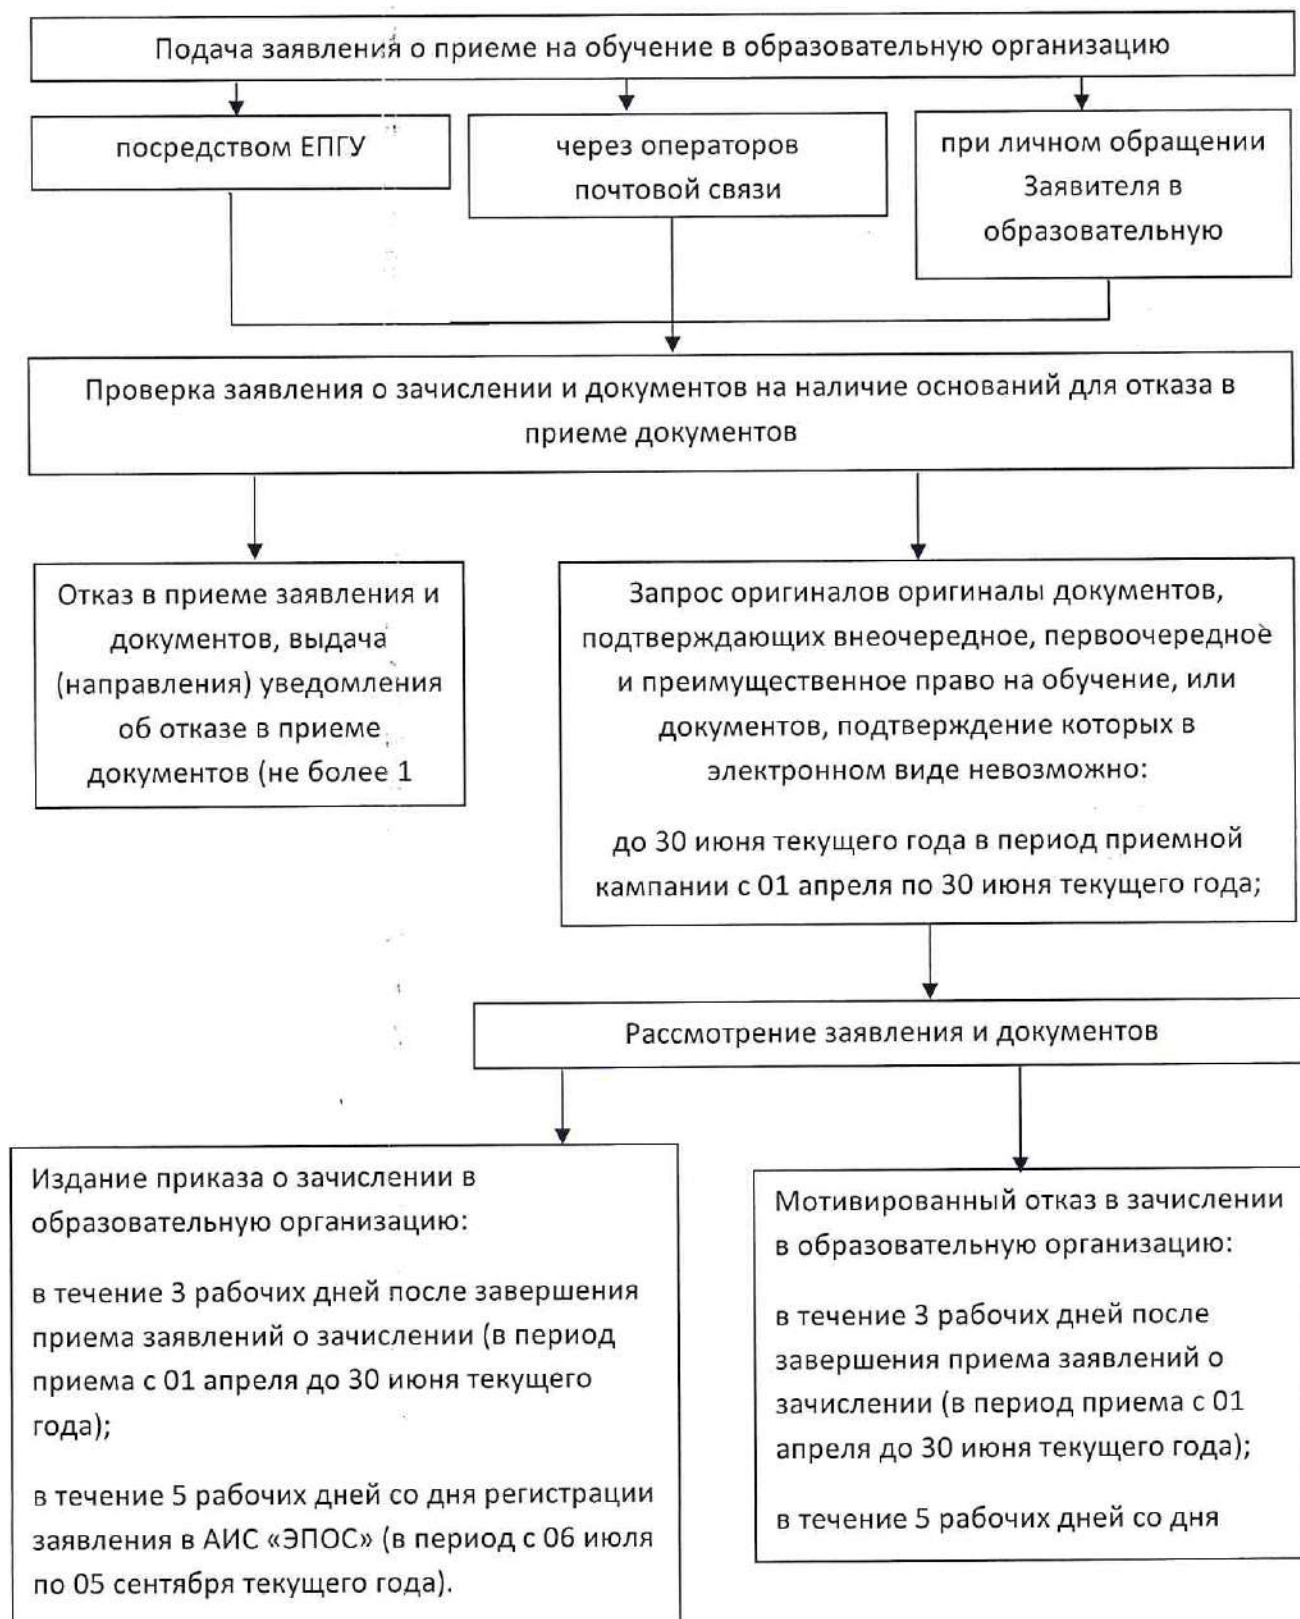 Подача заявления о приеме на обучение в образовательную организацию
посредством ЕПГУ
через операторов
почтовой связи
при личном обращении
Заявителя в
образовательную
Проверка заявления о зачислении и документов на наличие оснований для отказа в
приеме документов
Отказ в приеме заявления и
документов, выдача
(направления) уведомления
об отказе в приеме
документов (не более 1
Запрос оригиналов оригиналы документов,
подтверждающих внеочередное, первоочередное
и преимущественное право на обучение, или
документов, подтверждение которых в
электронном виде невозможно:
до 30 июня текущего года в период приемной
кампании с 01 апреля по 30 июня текущего года;
Рассмотрение заявления и документов
Издание приказа о зачислении в
образовательную организацию:
в течение 3 рабочих дней после завершения
приема заявлений о зачислении (в период
приема с 01 апреля до 30 июня текущего
года);
в течение 5 рабочих дней со дня регистрации
заявления в АИС «ЭПОС» (в период с 06 июля
по 05 сентября текущего года).
Мотивированный отказ в зачислении
в образовательную организацию:
в течение 3 рабочих дней после
завершения приема заявлений о
зачислении (в период приема с 01
апреля до 30 июня текущего года);
в течение 5 рабочих дней со дня